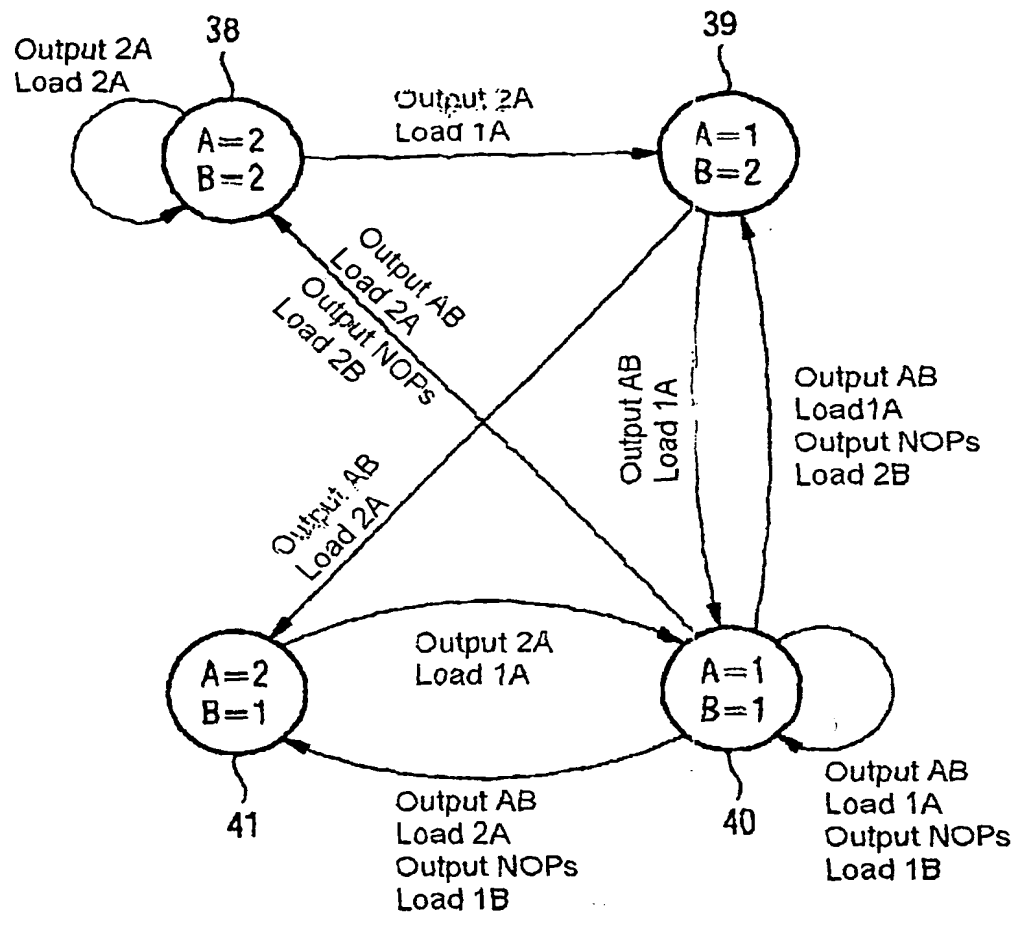 38
39
Output 2A
Load 2A
Output 2A
Load 1A
A=2
B=2
A=1
B=2
Output AB
Load 2A
Output NOPs
Load 2B
Output AB
Load 1A
Output AB
Load1A
Output NOPs
Load 2B
Output AB
Load 2A
Output 2A
Load 1A
A=2
B=1
A=1
B=1
41
40
Output AB
Load 2A
Output NOPs
Load 1B
Output AB
Load 1A
Output NOPs
Load 1B